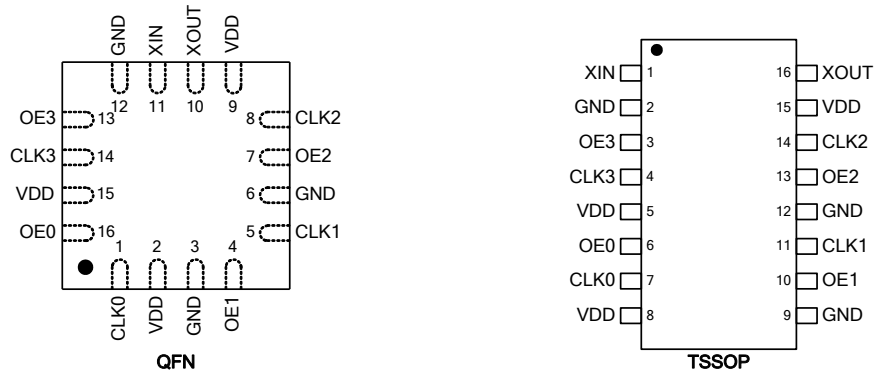 GND XIN XOUT VDD
12 11 10 9
OE3 13 8 CLK2
CLK3 14 7 OE2
VDD 15 6 GND
OE0 16 5 CLK1
1 2 3 4
CLK0 VDD GND OE1
QFN
XIN 1 16 XOUT
GND 2 15 VDD
OE3 3 14 CLK2
CLK3 4 13 OE2
VDD 5 12 GND
OE0 6 11 CLK1
CLK0 7 10 OE1
VDD 8 9 GND
TSSOP